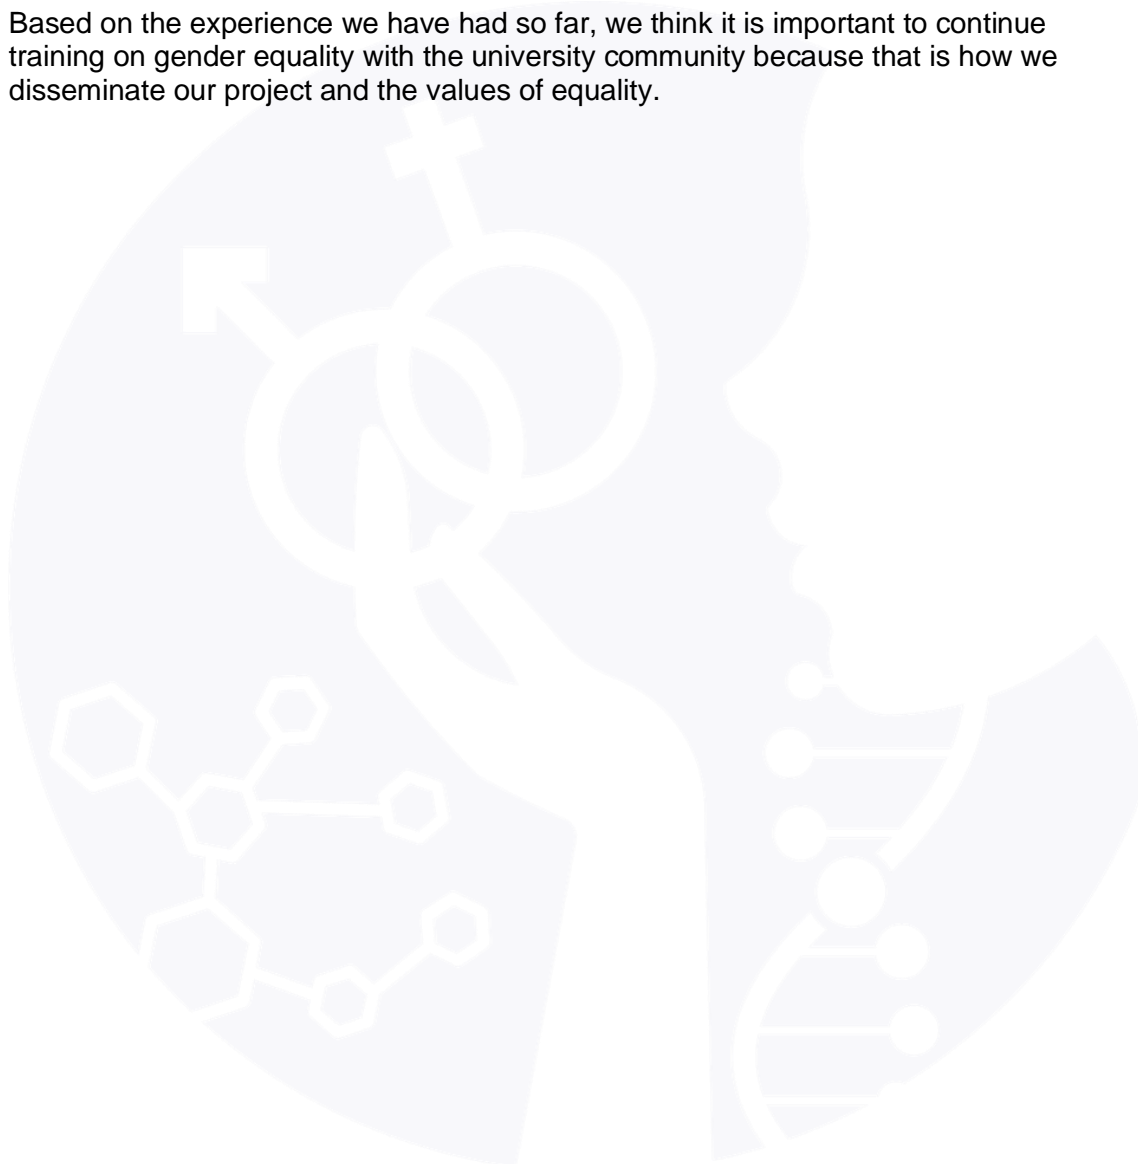 Based on the experience we have had so far, we think it is important to continue
training on gender equality with the university community because that is how we
disseminate our project and the values of equality.